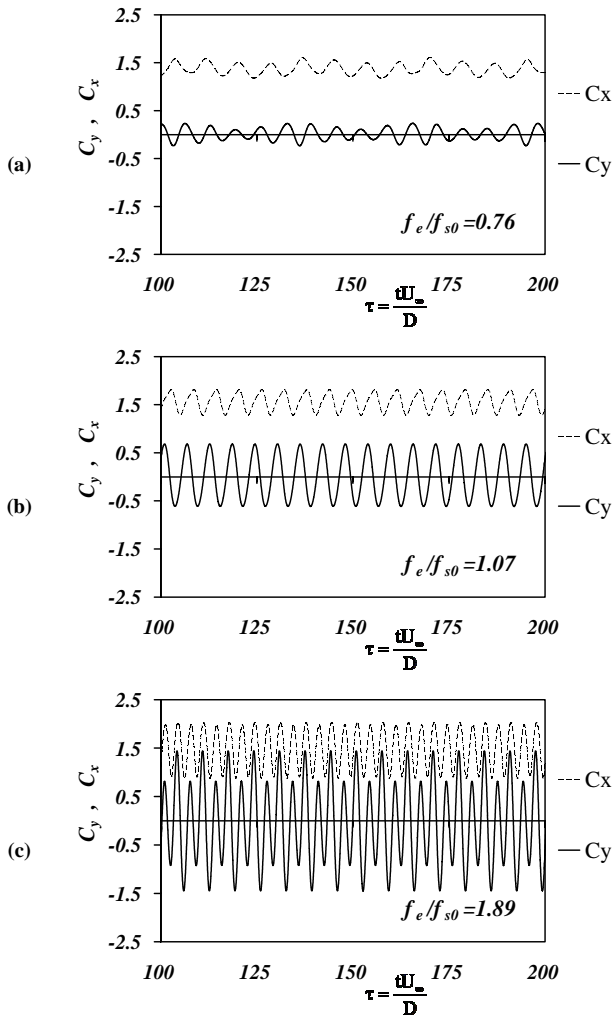 (a)
C_y , C_x
2.5
1.5
0.5
-0.5
-1.5
-2.5
f_e/f_s0=0.76
100 125 150 175 200
τ = tU∞/D
Cx
Cy
(b)
C_y , C_x
2.5
1.5
0.5
-0.5
-1.5
-2.5
f_e/f_s0=1.07
100 125 150 175 200
τ = tU∞/D
Cx
Cy
(c)
C_y , C_x
2.5
1.5
0.5
-0.5
-1.5
-2.5
f_e/f_s0=1.89
100 125 150 175 200
τ = tU∞/D
Cx
Cy